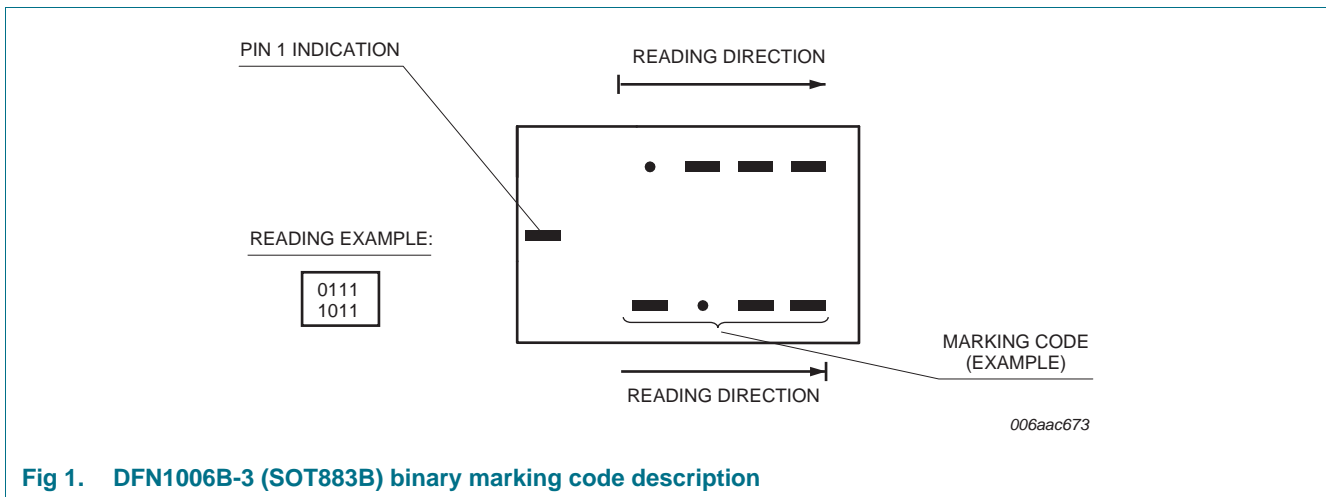 PIN 1 INDICATION
READING DIRECTION
READING EXAMPLE:
0111
1011
MARKING CODE
(EXAMPLE)
READING DIRECTION
006aac673
Fig 1. DFN1006B-3 (SOT883B) binary marking code description